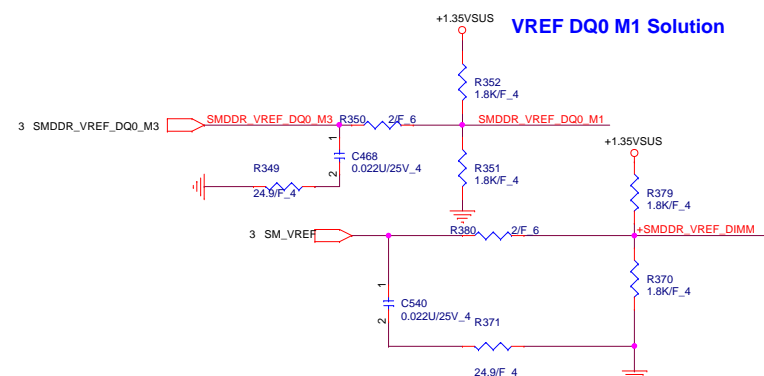 +1.35VSUS
VREF DQ0 M1 Solution
R352
1.8K/F_4
3 SMDDR_VREF_DQ0_M3
SMDDR_VREF_DQ0_M3
R350
2/F_6
SMDDR_VREF_DQ0_M1
1
2
C468
0.022U/25V_4
R349
24.9/F_4
R351
1.8K/F_4
+1.35VSUS
R379
1.8K/F_4
3 SM_VREF
R380
2/F_6
+SMDDR_VREF_DIMM
R370
1.8K/F_4
1
2
C540
0.022U/25V_4
R371
24.9/F_4